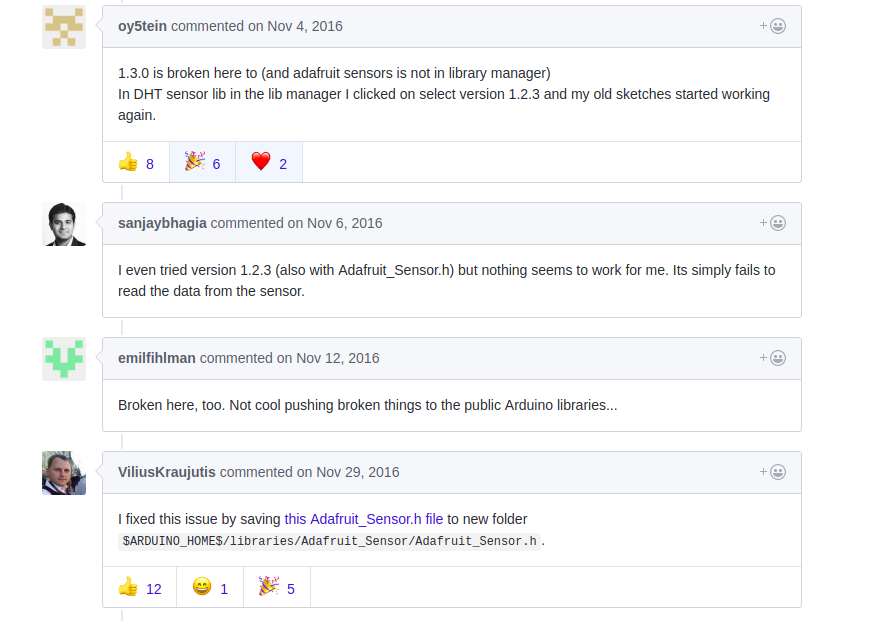 oy5tein commented on Nov 4, 2016
1.3.0 is broken here to (and adafruit sensors is not in library manager)
In DHT sensor lib in the lib manager I clicked on select version 1.2.3 and my old sketches started working
again.
8 6 2
sanjaybhagia commented on Nov 6, 2016
I even tried version 1.2.3 (also with Adafruit_Sensor.h) but nothing seems to work for me. Its simply fails to
read the data from the sensor.
emilfihlman commented on Nov 12, 2016
Broken here, too. Not cool pushing broken things to the public Arduino libraries...
ViliusKraujutis commented on Nov 29, 2016
I fixed this issue by saving this Adafruit_Sensor.h file to new folder
$ARDUINO_HOME$/libraries/Adafruit_Sensor/Adafruit_Sensor.h .
12 1 5